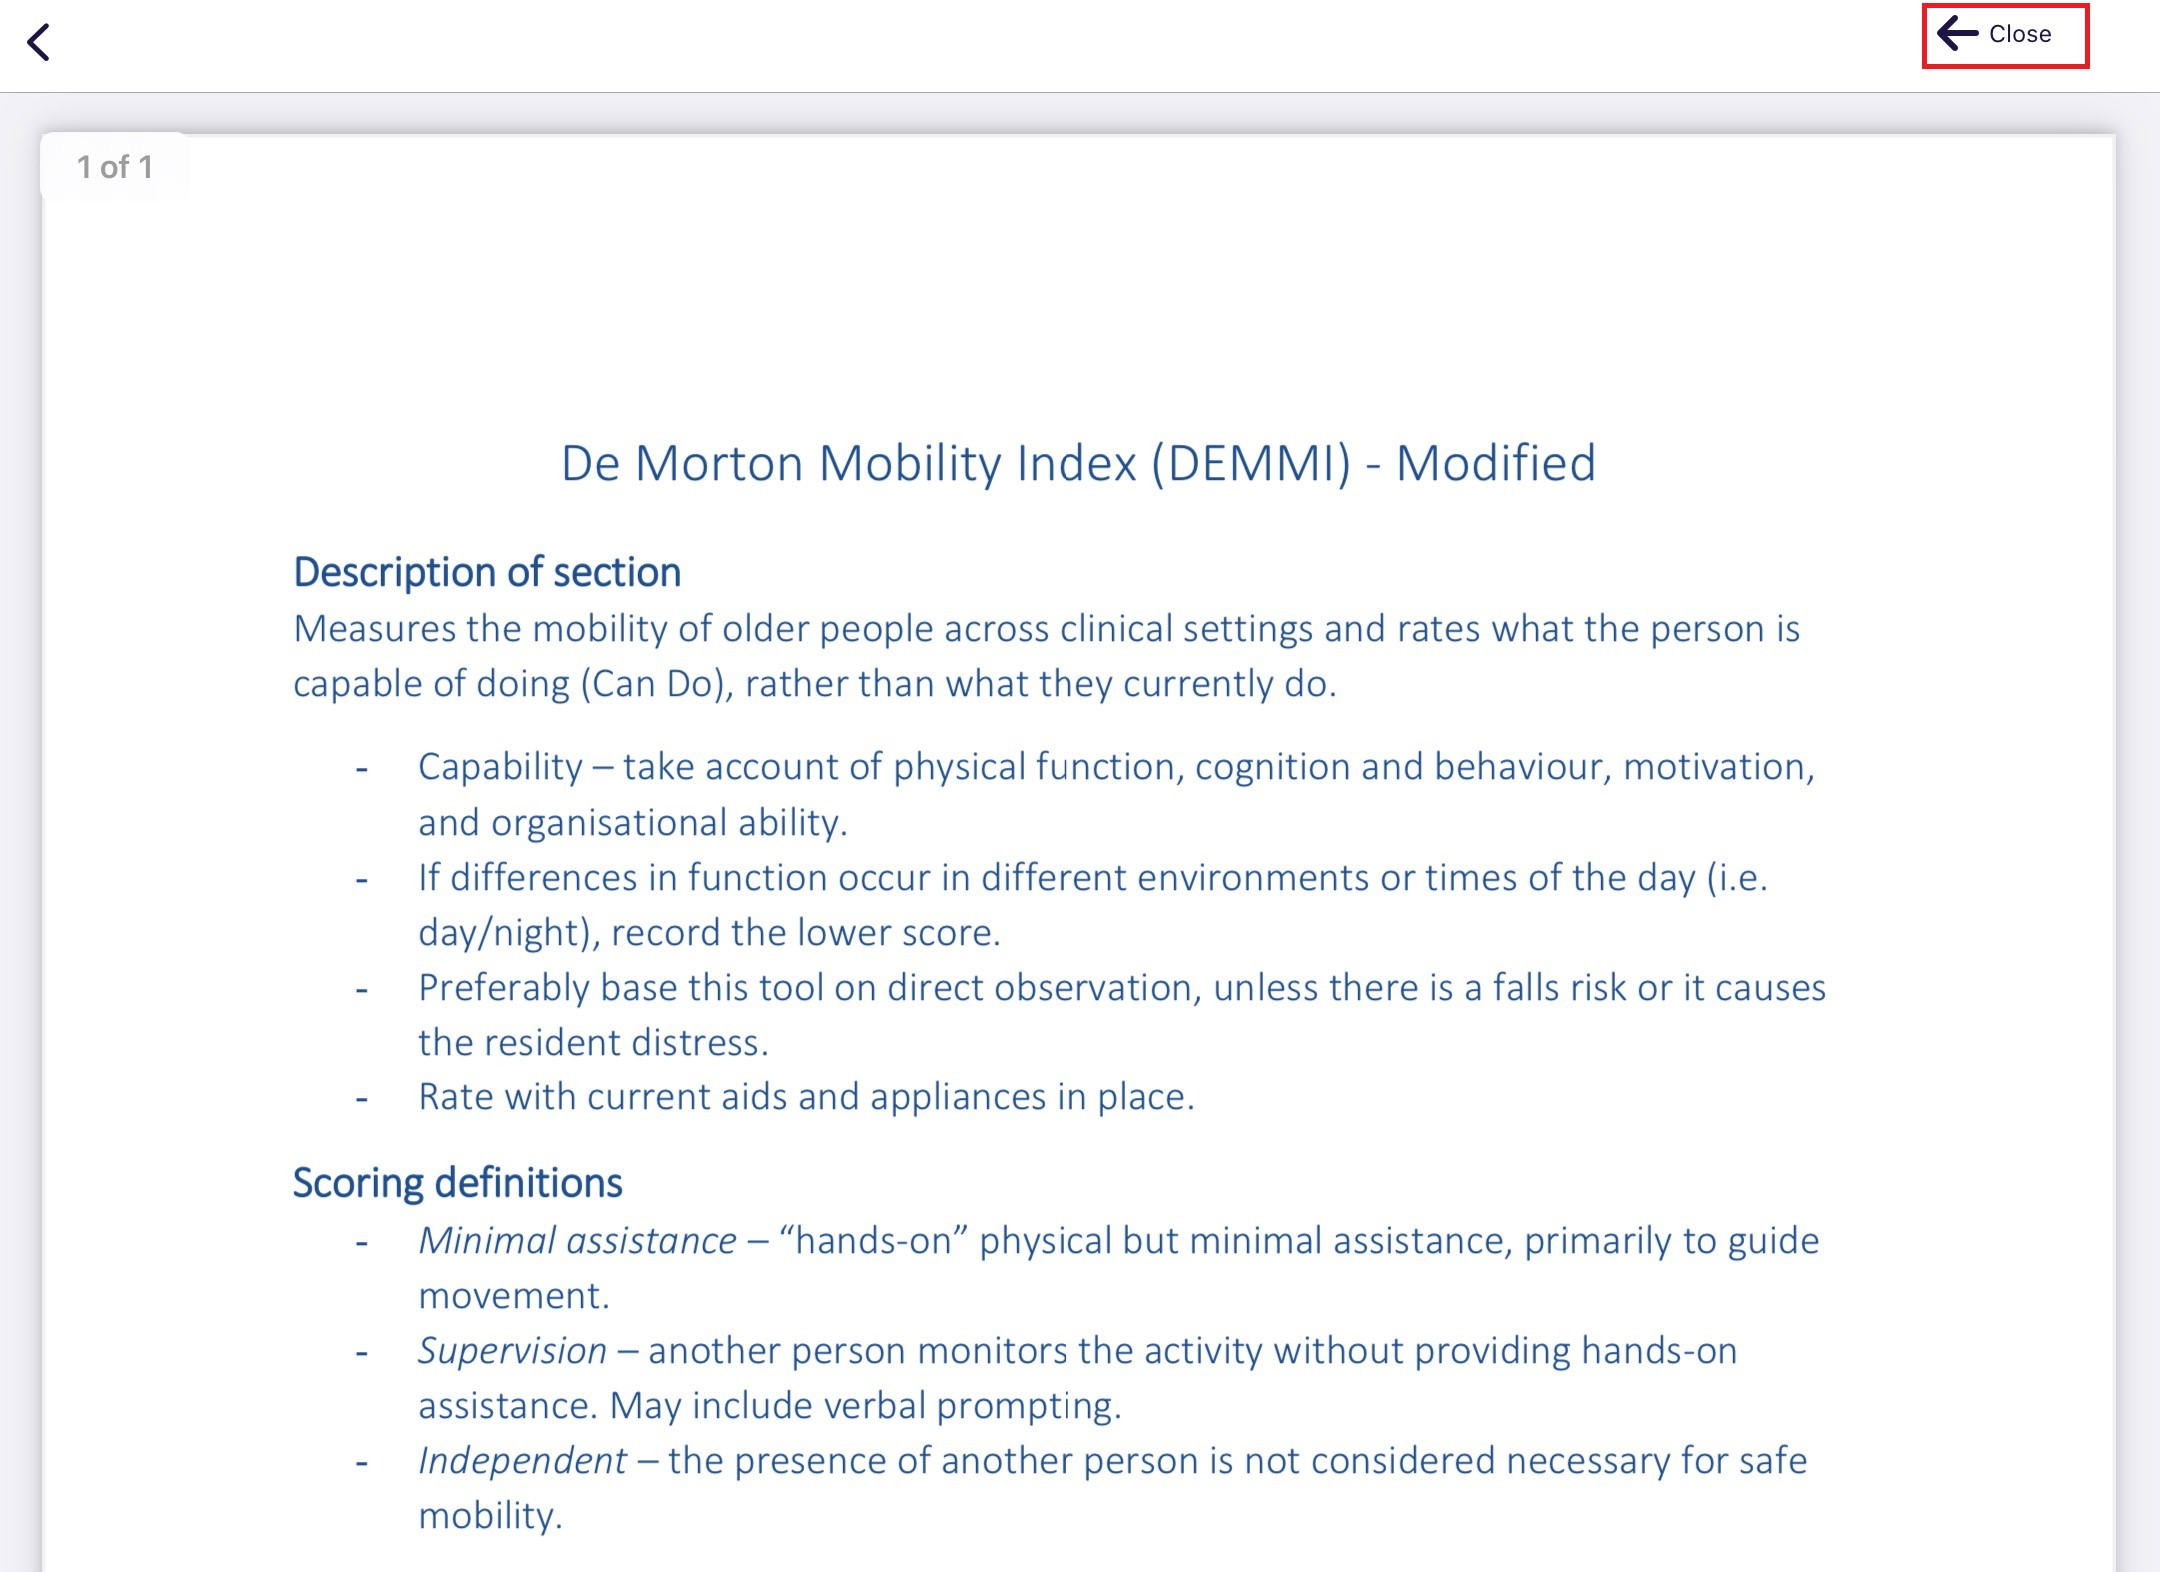 Close
1 of 1
De Morton Mobility Index (DEMMI) - Modified
Description of section
Measures the mobility of older people across clinical settings and rates what the person is
capable of doing (Can Do), rather than what they currently do.
- Capability – take account of physical function, cognition and behaviour, motivation,
and organisational ability.
- If differences in function occur in different environments or times of the day (i.e.
day/night), record the lower score.
- Preferably base this tool on direct observation, unless there is a falls risk or it causes
the resident distress.
- Rate with current aids and appliances in place.
Scoring definitions
- Minimal assistance – “hands-on” physical but minimal assistance, primarily to guide
movement.
- Supervision – another person monitors the activity without providing hands-on
assistance. May include verbal prompting.
- Independent – the presence of another person is not considered necessary for safe
mobility.